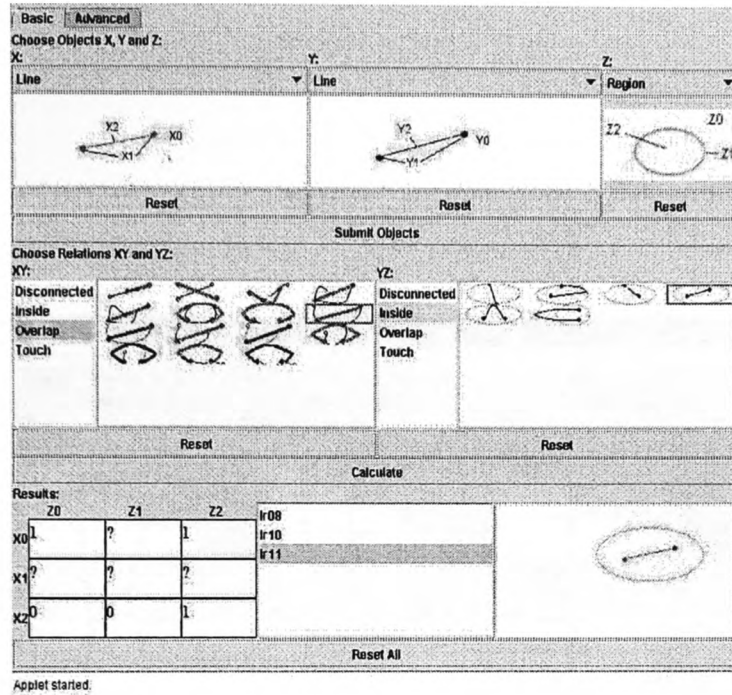 Basic Advanced
Choose Objects X, Y and Z:
X: Y: Z:
Line Line Region
X2 X0 X1
Y2 Y0 Y1
Z2 Z0
Reset Reset Reset
Submit Objects
Choose Relations XY and YZ:
XY: YZ:
Disconnected Disconnected
Inside Inside
Overlap Overlap
Touch Touch
Reset Reset
Calculate
Results:
Z0 Z1 Z2
X0 1 ? 1
X1 ? ? ?
X2 0 0 1
lr08
lr10
lr11
Reset All
Applet started.